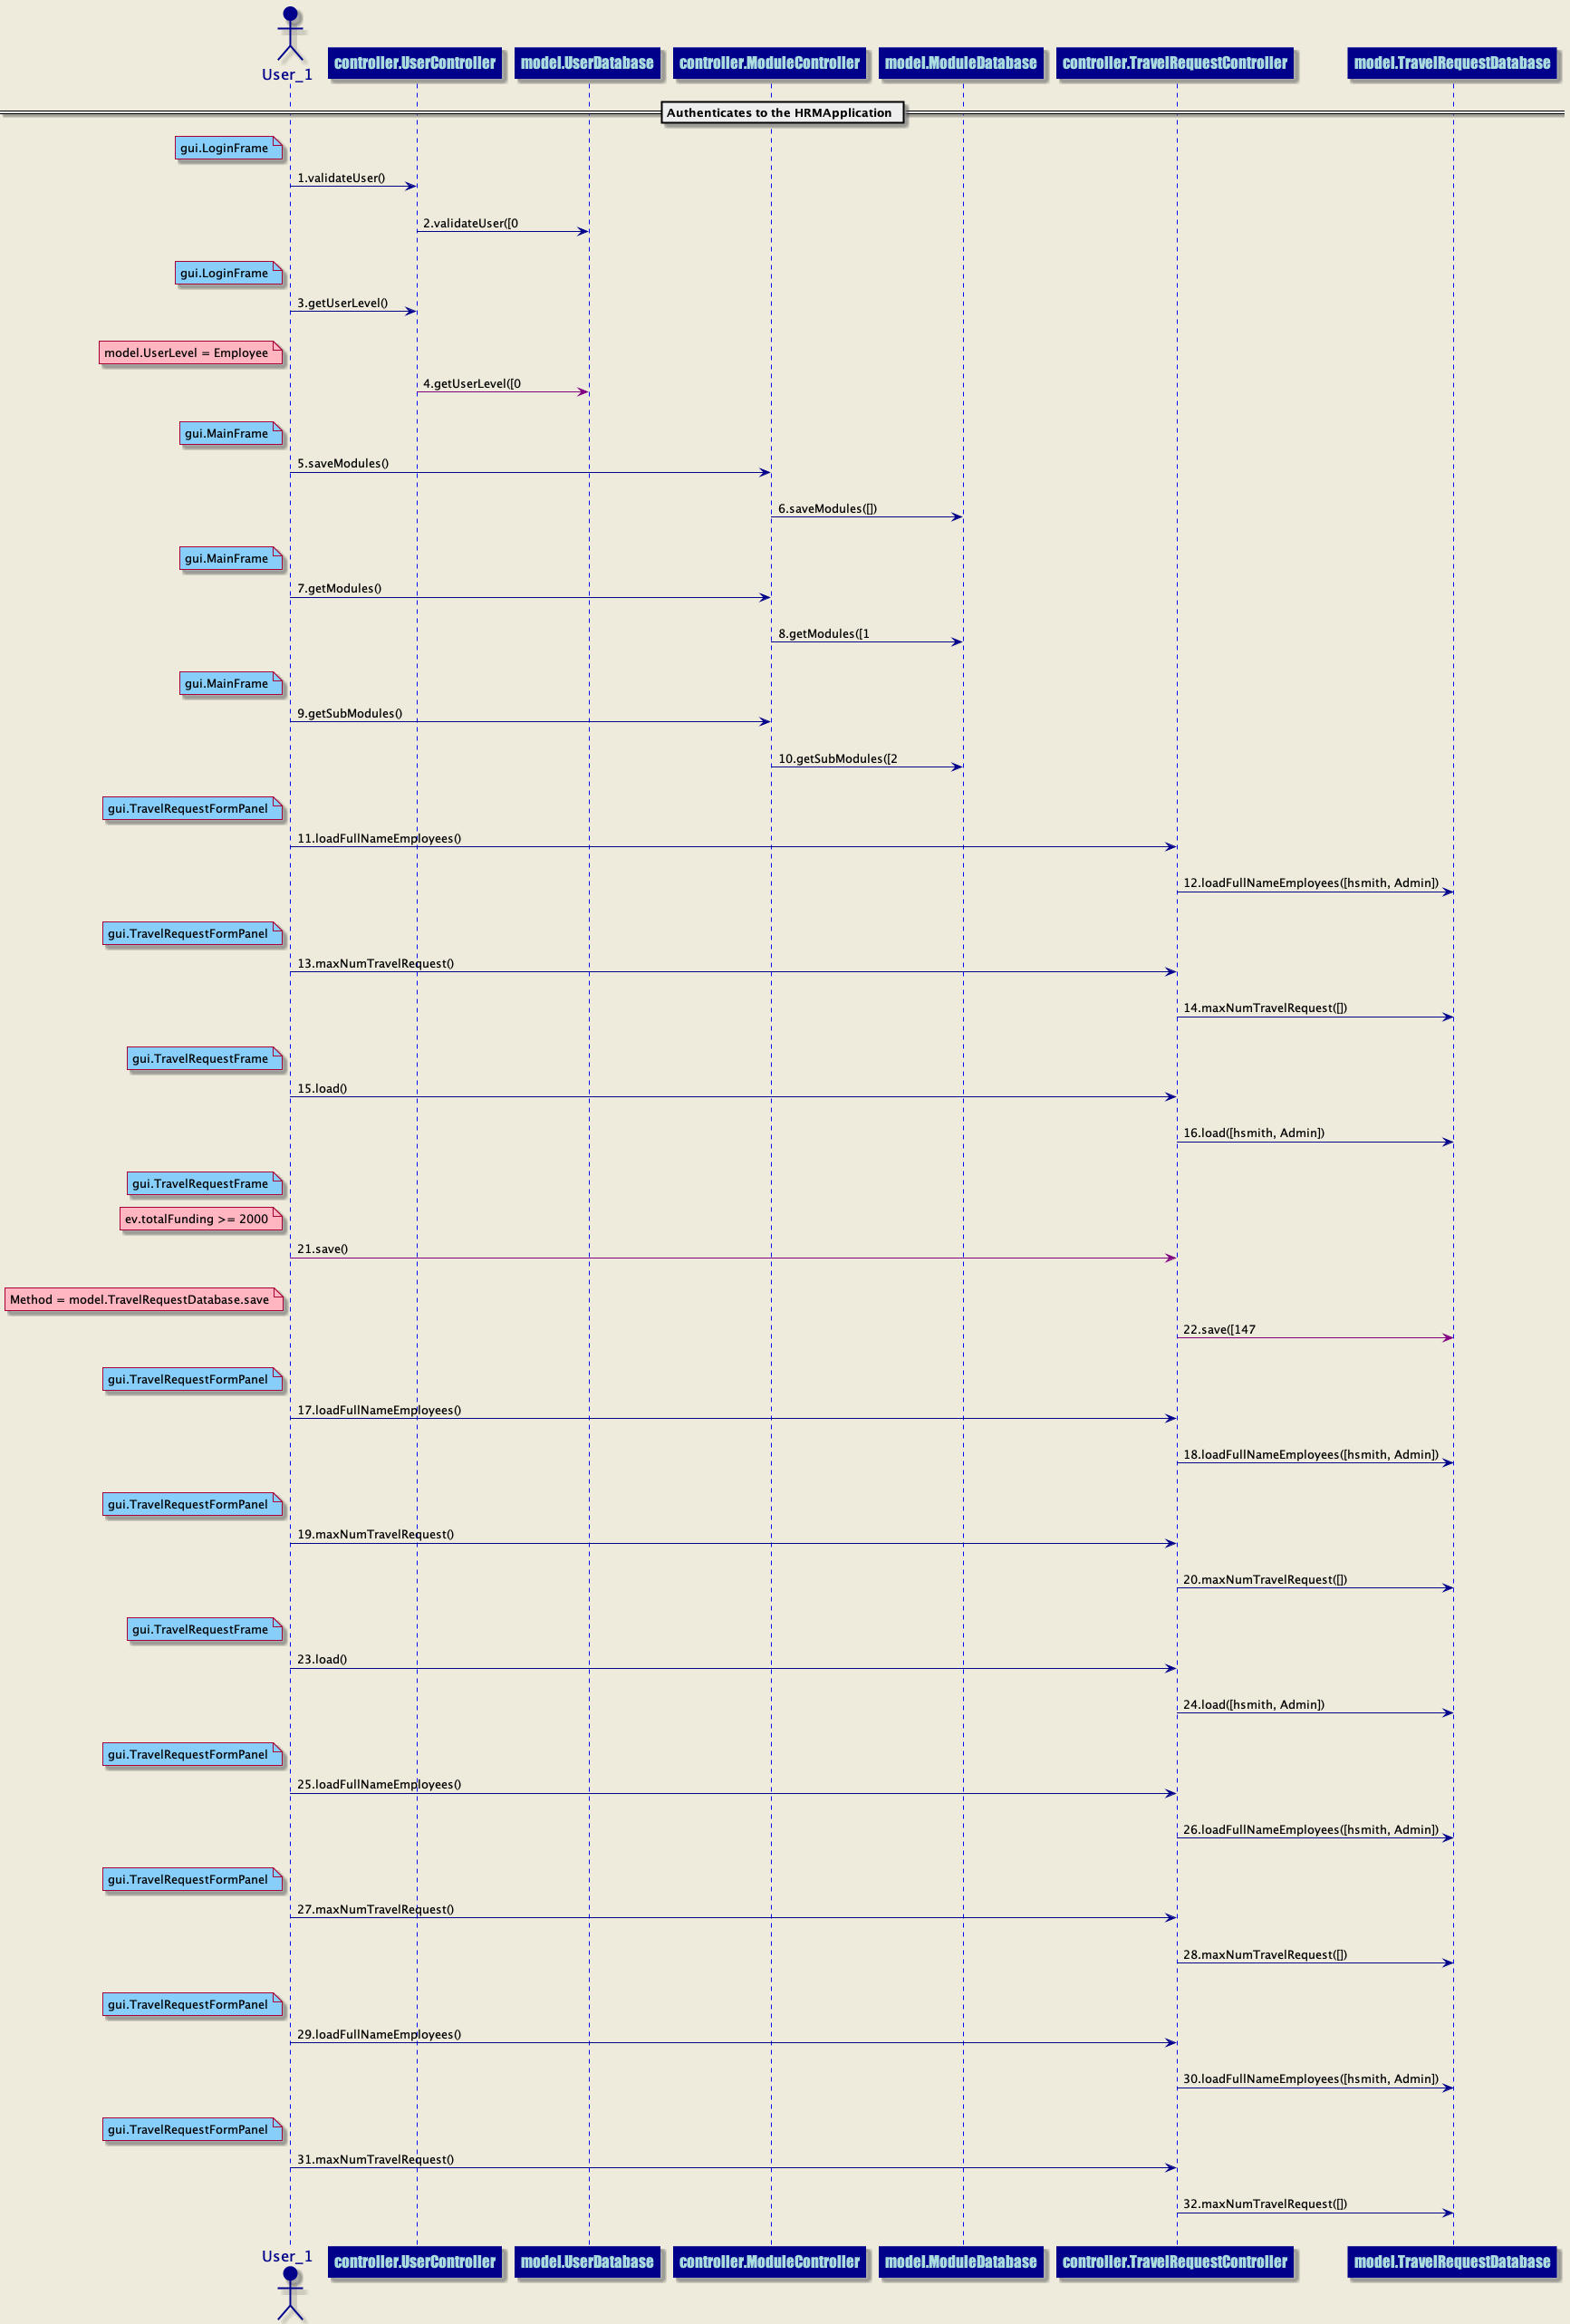 User_1
controller.UserController
model.UserDatabase
controller.ModuleController
model.ModuleDatabase
controller.TravelRequestController
model.TravelRequestDatabase
Authenticates to the HRMApplication
gui.LoginFrame
1.validateUser()
2.validateUser([0
gui.LoginFrame
3.getUserLevel()
model.UserLevel = Employee
4.getUserLevel([0
gui.MainFrame
5.saveModules()
6.saveModules([])
gui.MainFrame
7.getModules()
8.getModules([1
gui.MainFrame
9.getSubModules()
10.getSubModules([2
gui.TravelRequestFormPanel
11.loadFullNameEmployees()
12.loadFullNameEmployees([hsmith, Admin])
gui.TravelRequestFormPanel
13.maxNumTravelRequest()
14.maxNumTravelRequest([])
gui.TravelRequestFrame
15.load()
16.load([hsmith, Admin])
gui.TravelRequestFrame
ev.totalFunding >= 2000
21.save()
Method = model.TravelRequestDatabase.save
22.save([147
gui.TravelRequestFormPanel
17.loadFullNameEmployees()
18.loadFullNameEmployees([hsmith, Admin])
gui.TravelRequestFormPanel
19.maxNumTravelRequest()
20.maxNumTravelRequest([])
gui.TravelRequestFrame
23.load()
24.load([hsmith, Admin])
gui.TravelRequestFormPanel
25.loadFullNameEmployees()
26.loadFullNameEmployees([hsmith, Admin])
gui.TravelRequestFormPanel
27.maxNumTravelRequest()
28.maxNumTravelRequest([])
gui.TravelRequestFormPanel
29.loadFullNameEmployees()
30.loadFullNameEmployees([hsmith, Admin])
gui.TravelRequestFormPanel
31.maxNumTravelRequest()
32.maxNumTravelRequest([])
User_1
controller.UserController
model.UserDatabase
controller.ModuleController
model.ModuleDatabase
controller.TravelRequestController
model.TravelRequestDatabase